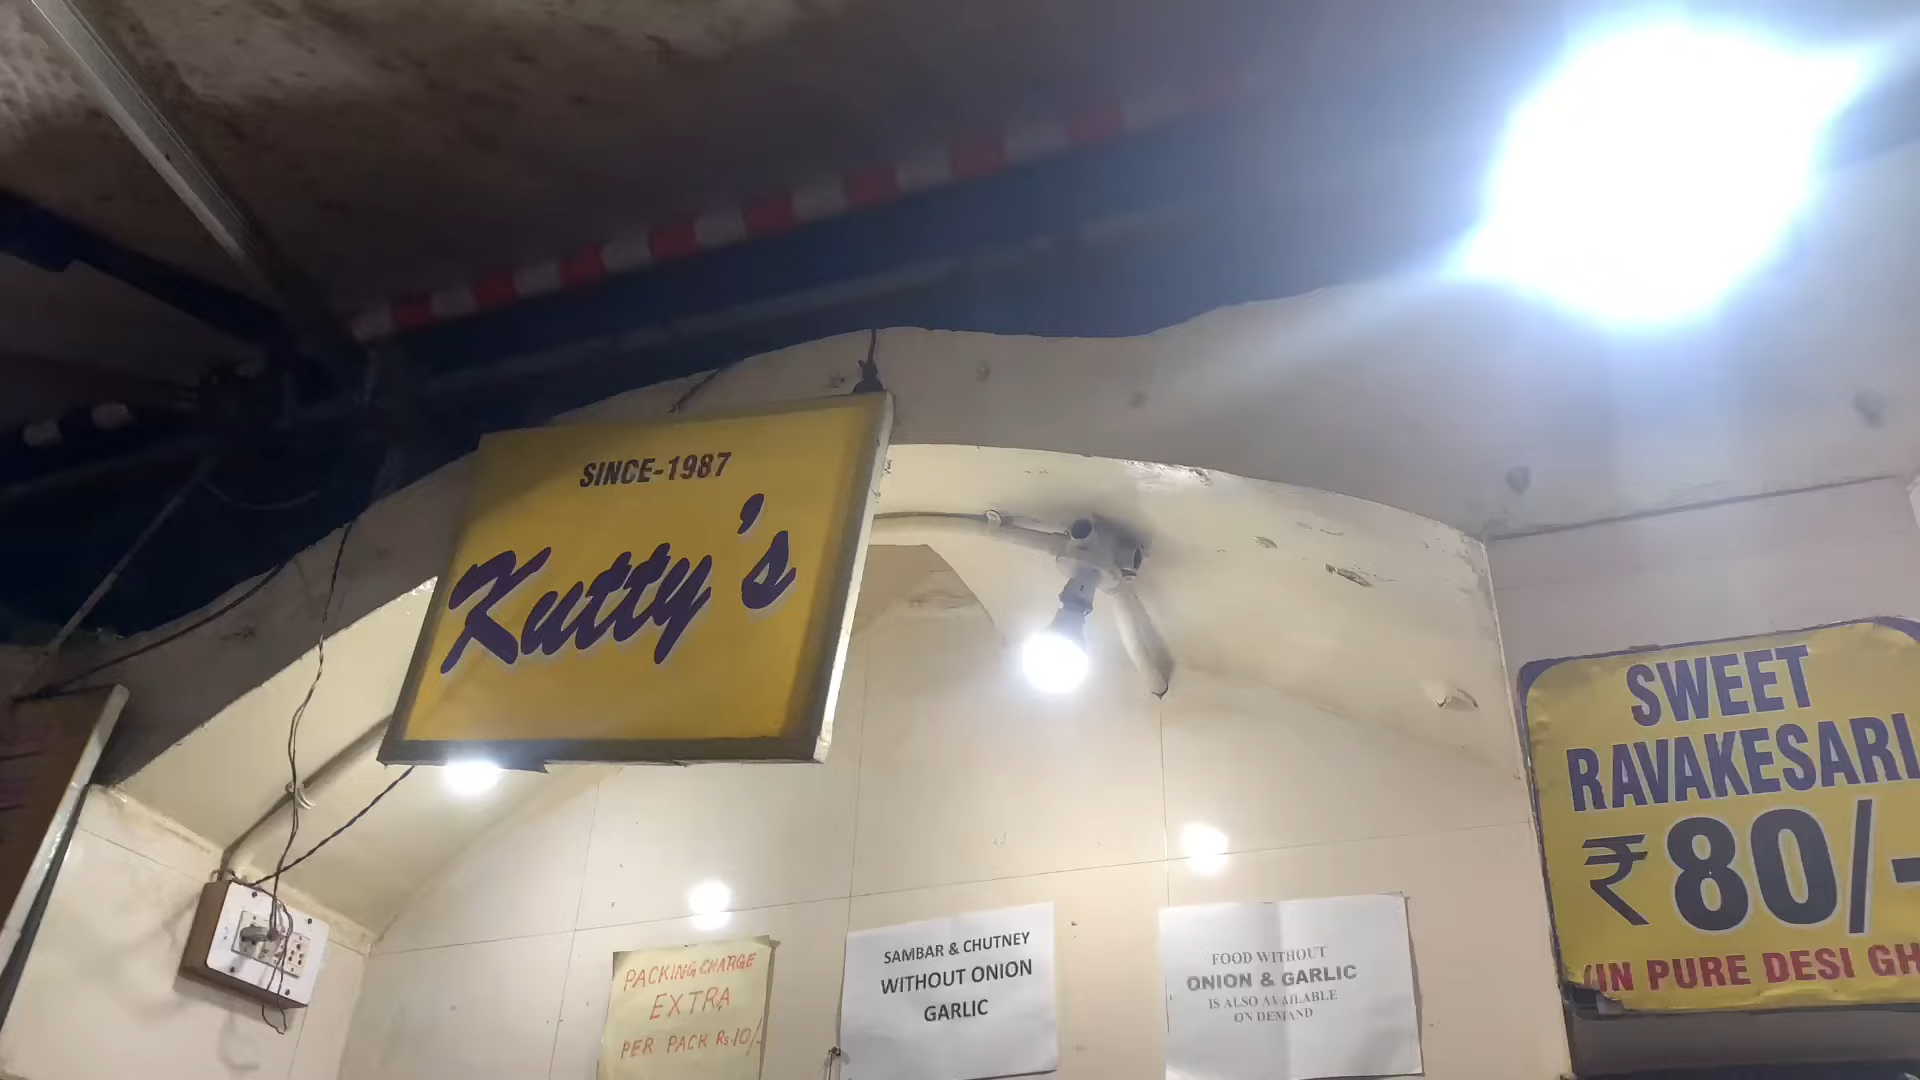 SINCE-1987
Kutty's
SWEET
RAVAKESARI
₹80/-
(IN PURE DESI GH
PACKING CHARGE
EXTRA
PER PACK Rs.10/-
SAMBAR & CHUTNEY
WITHOUT ONION
GARLIC
FOOD WITHOUT
ONION & GARLIC
IS ALSO AVAILABLE
ON DEMAND